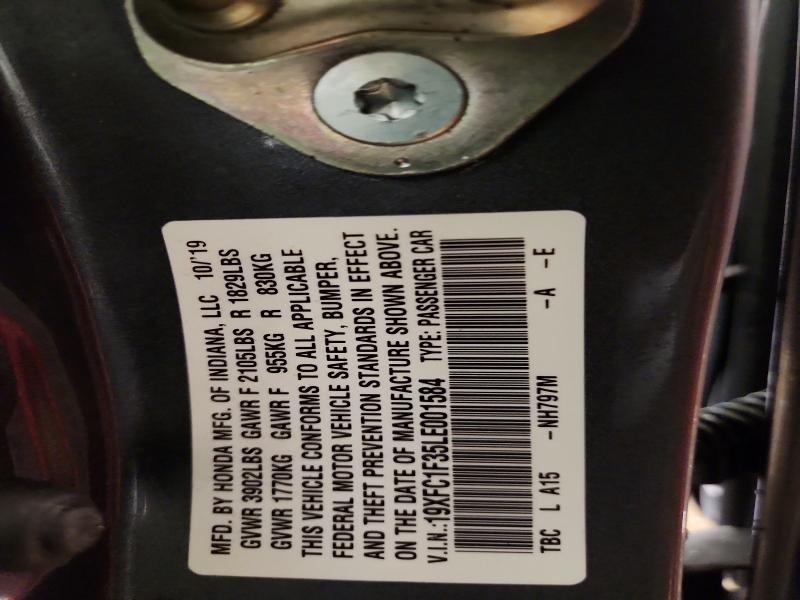 MFD. BY HONDA MFG. OF INDIANA, LLC 10/'19
GVWR 3902LBS GAWR F 2105LBS R 1829LBS
GVWR 1770KG GAWR F 955KG R 830KG
THIS VEHICLE CONFORMS TO ALL APPLICABLE
FEDERAL MOTOR VEHICLE SAFETY, BUMPER,
AND THEFT PREVENTION STANDARDS IN EFFECT
ON THE DATE OF MANUFACTURE SHOWN ABOVE.
V.I.N.:19XFC1F35LE001584 TYPE: PASSENGER CAR
TBC L A15 -NH797M -A -E